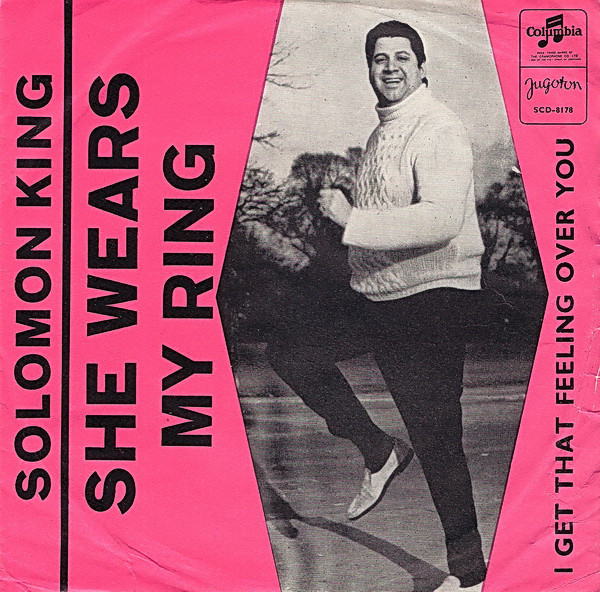 SOLOMON KING
SHE WEARS
MY RING
Columbia
Jugoton
SCD-8178
I GET THAT FEELING OVER YOU